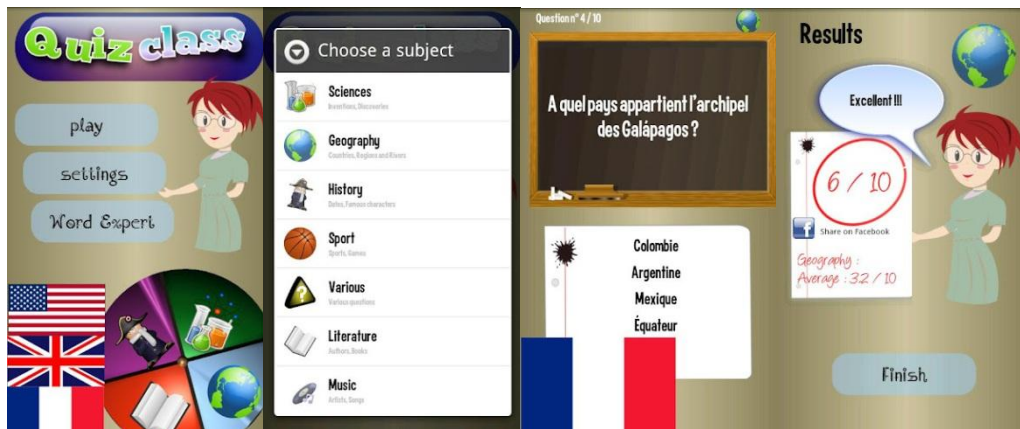 Quiz class
play
settings
Word Expert
Choose a subject
Sciences
Inventions, Discoveries
Geography
Countries, Regions and Rivers
History
Dates, Famous characters
Sport
Sports, Games
Various
Various questions
Literature
Authors, Books
Music
Artists, Songs
Question n° 4 / 10
A quel pays appartient l'archipel
des Galápagos ?
Colombie
Argentine
Mexique
Équateur
Results
Excellent !!!
6 / 10
f
Share on Facebook
Geography :
Average : 3.2 / 10
Finish